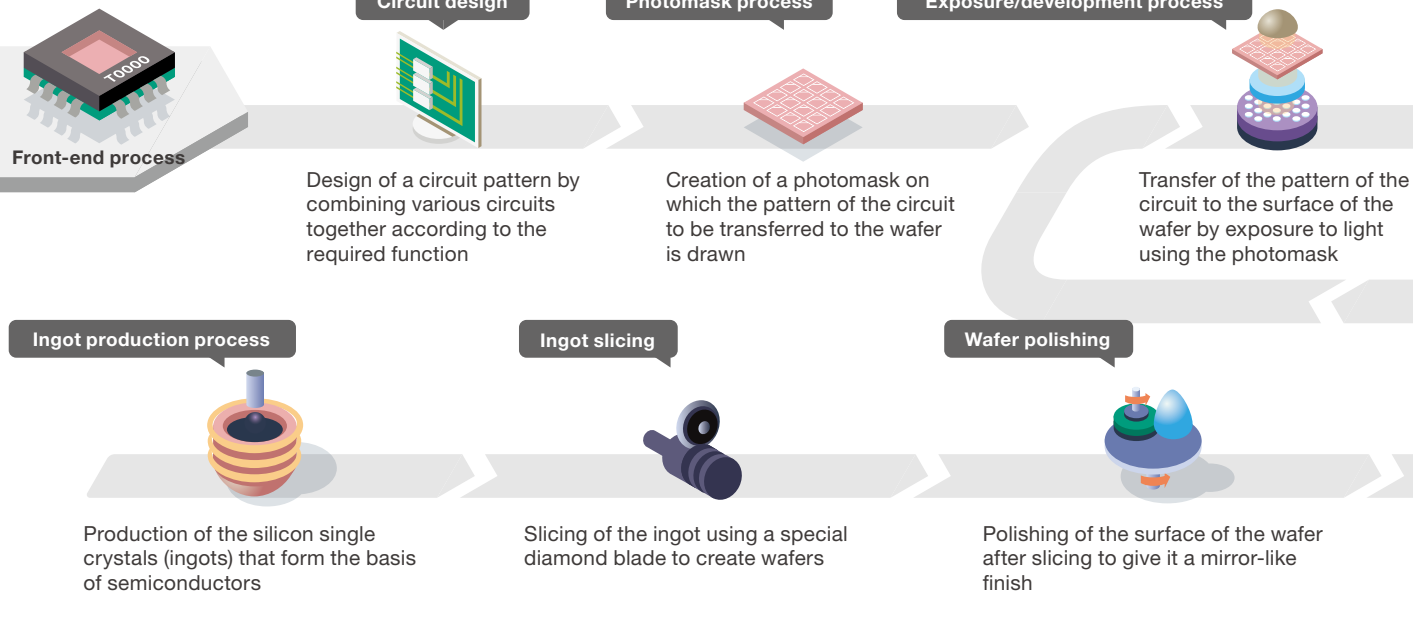 Circuit design
Photomask process
Exposure/development process
T0000
Front-end process
Design of a circuit pattern by
combining various circuits
together according to the
required function
Creation of a photomask on
which the pattern of the circuit
to be transferred to the wafer
is drawn
Transfer of the pattern of the
circuit to the surface of the
wafer by exposure to light
using the photomask
Ingot production process
Ingot slicing
Wafer polishing
Production of the silicon single
crystals (ingots) that form the basis
of semiconductors
Slicing of the ingot using a special
diamond blade to create wafers
Polishing of the surface of the wafer
after slicing to give it a mirror-like
finish